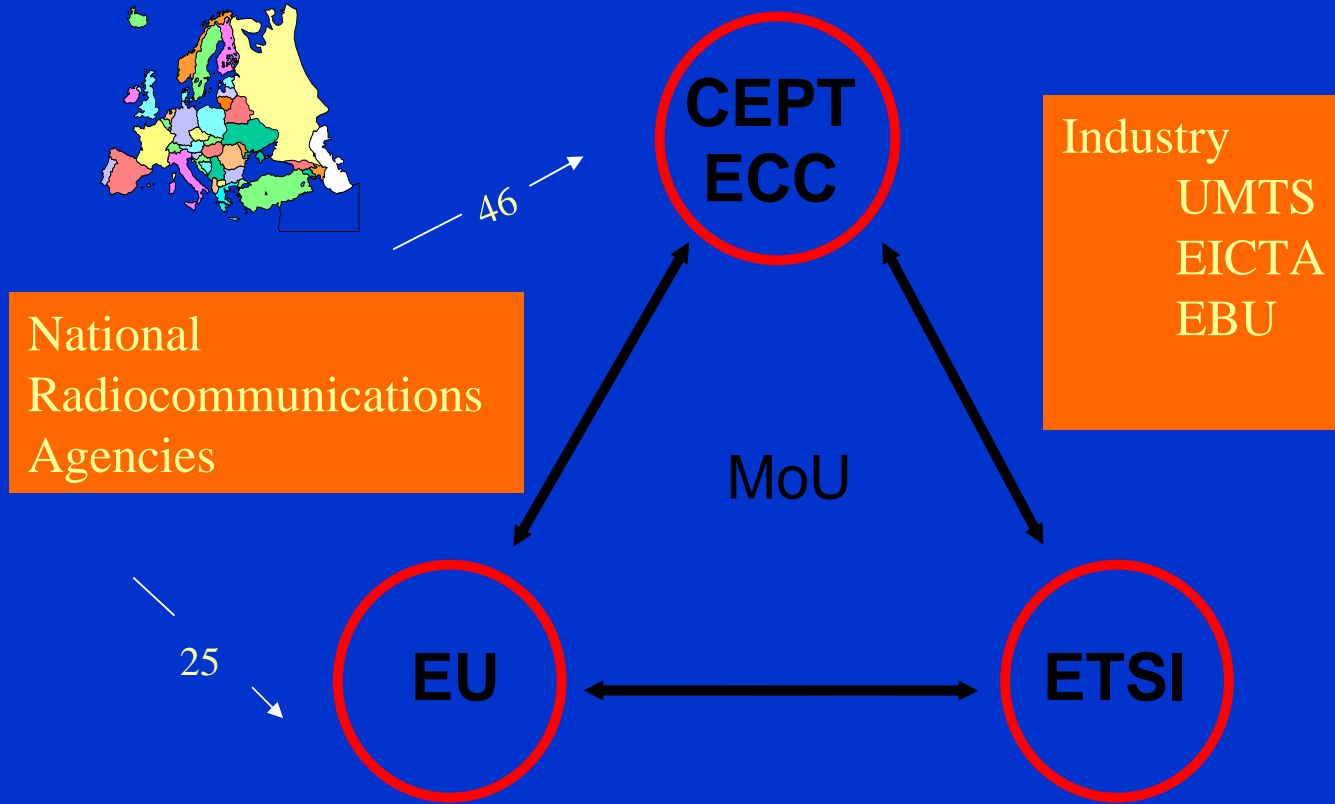 CEPT
ECC
Industry
UMTS
EICTA
EBU
46
National
Radiocommunications
Agencies
MoU
25
EU
ETSI